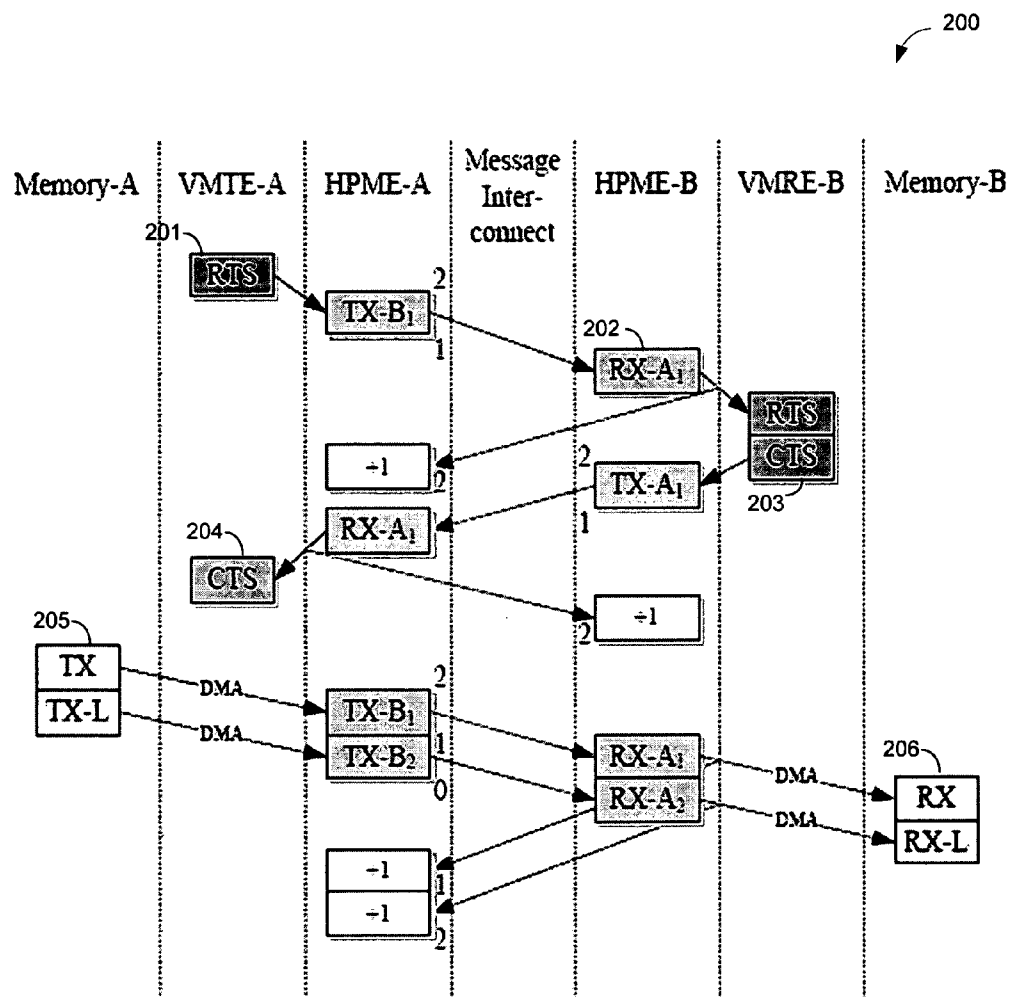 200
Memory-A VMTE-A HPME-A Message Inter-connect HPME-B VMRE-B Memory-B
201
RTS
2
TX-B1
1
202
RX-A1
RTS
CTS
203
+1
2
2
TX-A1
1
RX-A1
204
CTS
+1
2
205
TX
TX-L
DMA
DMA
2
TX-B1
1
TX-B2
0
RX-A1
RX-A2
DMA
DMA
206
RX
RX-L
+1
1
+1
2